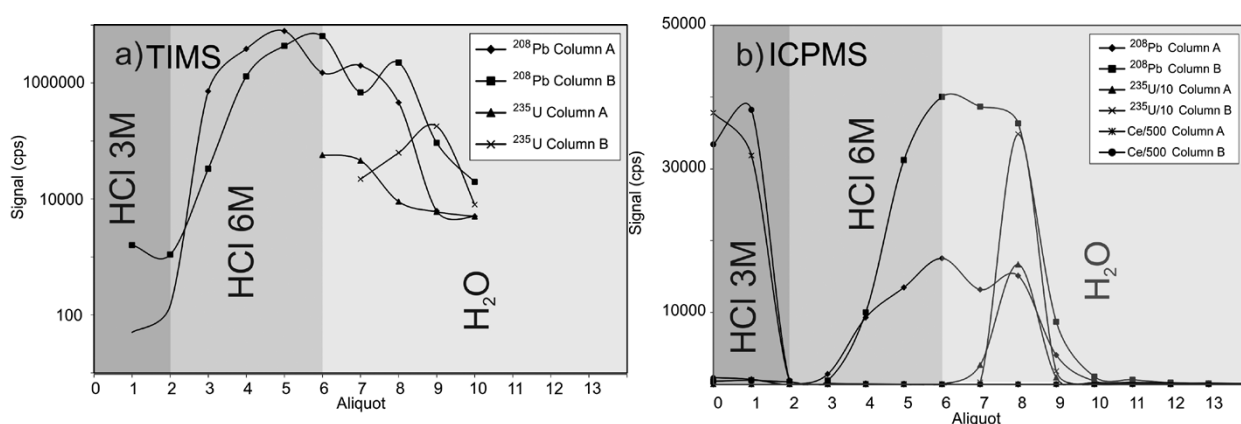 a) TIMS
Signal (cps)
1000000
10000
100
HCl 3M
HCl 6M
H₂O
²⁰⁸Pb Column A
²⁰⁸Pb Column B
²³⁵U Column A
²³⁵U Column B
0 1 2 3 4 5 6 7 8 9 10 11 12 13
Aliquot
b) ICPMS
Signal (cps)
50000
30000
10000
HCl 3M
HCl 6M
H₂O
²⁰⁸Pb Column A
²⁰⁸Pb Column B
²³⁵U/10 Column A
²³⁵U/10 Column B
Ce/500 Column A
Ce/500 Column B
0 1 2 3 4 5 6 7 8 9 10 11 12 13
Aliquot